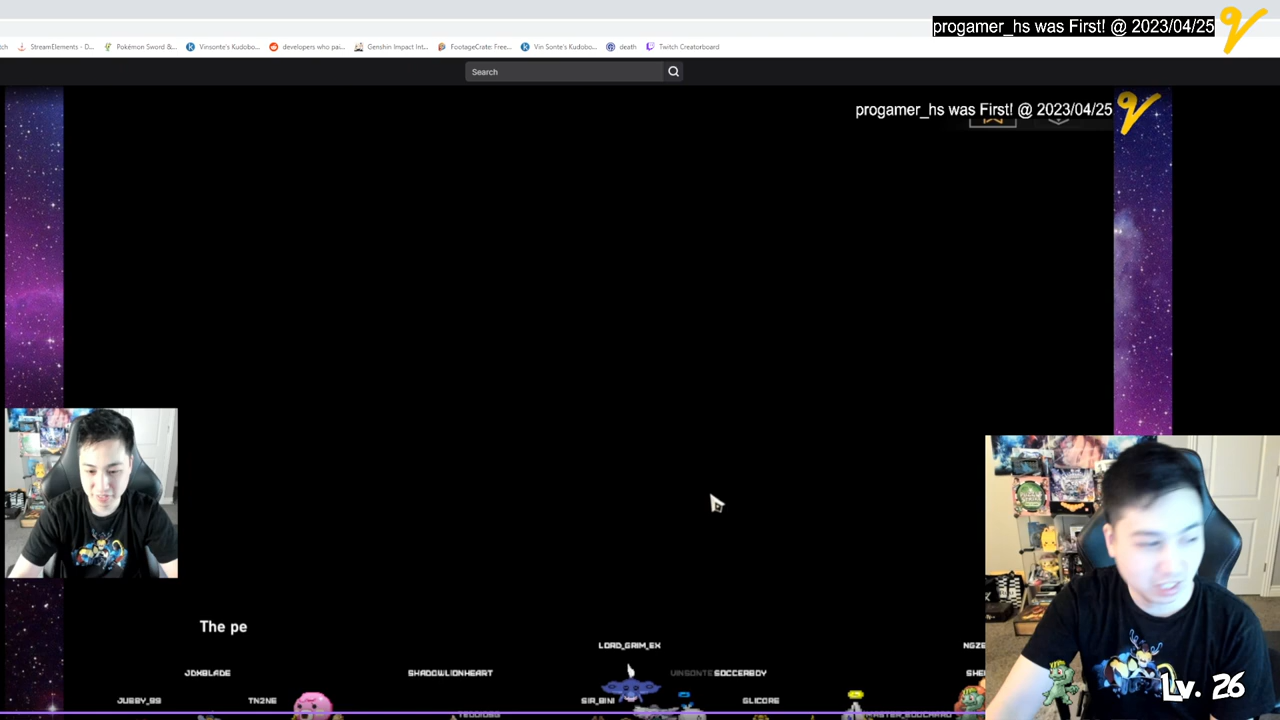 progamer_hs was First! @ 2023/04/25
StreamElements - D...
Pokémon Sword &...
Vinsonte's Kudobo...
developers who pai...
Genshin Impact Int...
FootageCrate: Free...
Vin Sonte's Kudobo...
death
Twitch Creatorboard
Search
progamer_hs was First! @ 2023/04/25
The pe
LORD_GRIM_EX
JDMBLADE
SHADOWLIONHEART
VINSONTE
SOCCERBOY
JUBBY_99
TN2NE
SIR_BINI
GLICORE
Lv. 26